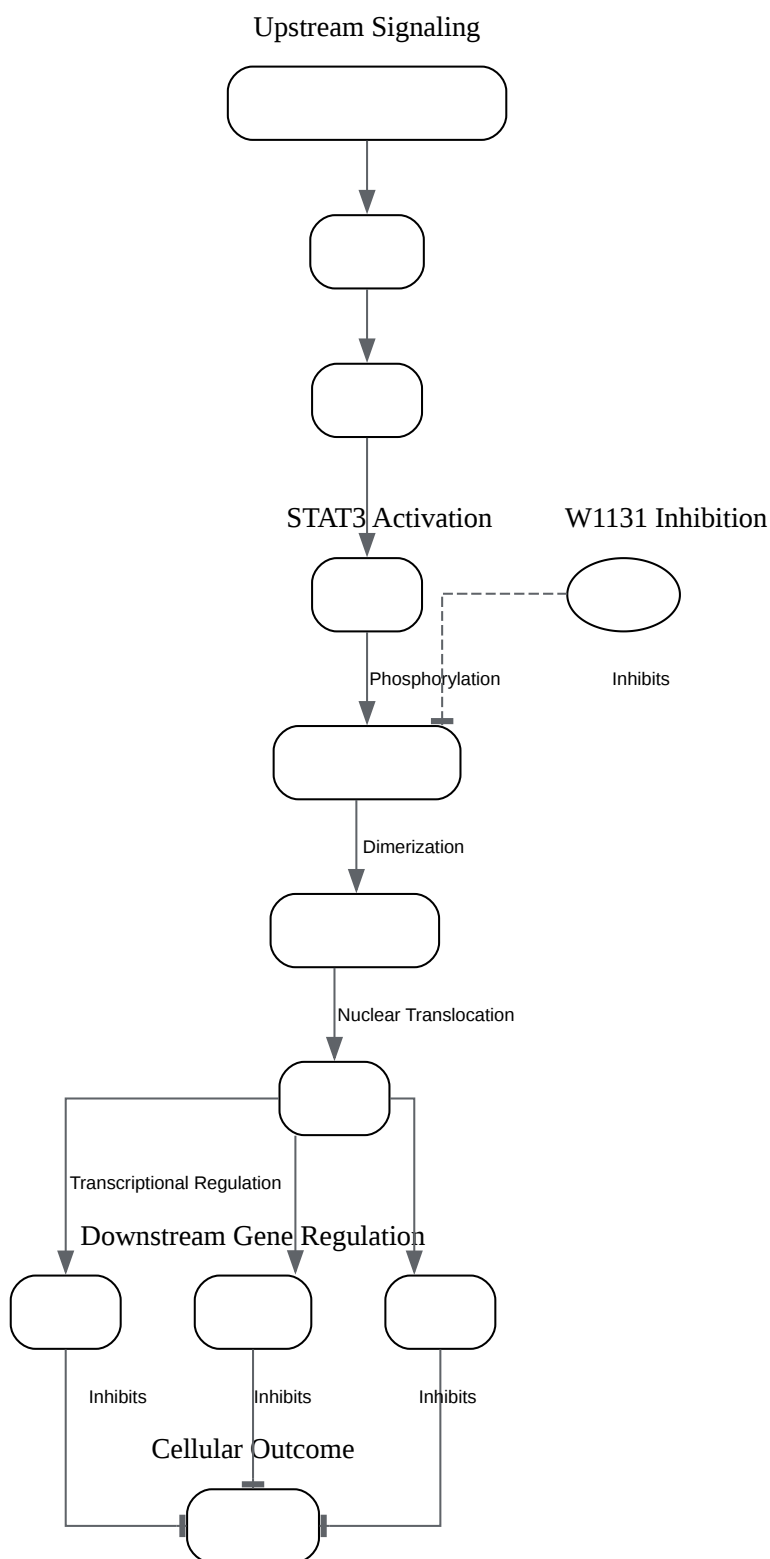 Upstream Signaling
STAT3 Activation
W1131 Inhibition
Phosphorylation
Inhibits
Dimerization
Nuclear Translocation
Transcriptional Regulation
Downstream Gene Regulation
Inhibits
Inhibits
Inhibits
Cellular Outcome